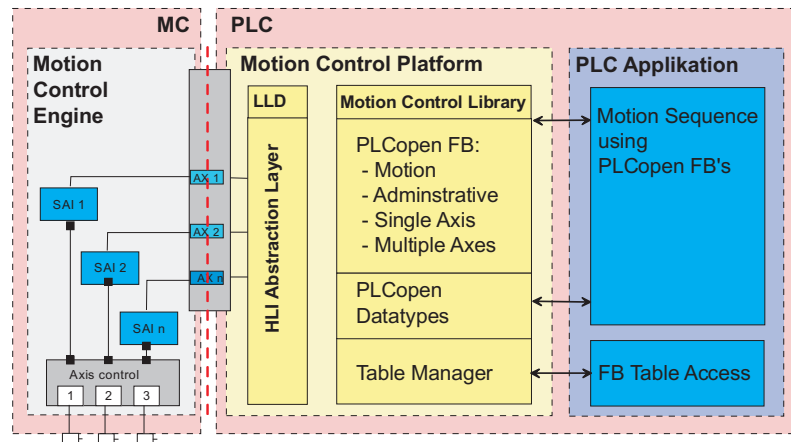 MC
PLC
Motion
Control
Engine
Motion Control Platform
PLC Applikation
LLD
HLI Abstraction Layer
Motion Control Library
PLCopen FB:
- Motion
- Adminstrative
- Single Axis
- Multiple Axes
PLCopen
Datatypes
Table Manager
Motion Sequence
using
PLCopen FB's
FB Table Access
AX 1
AX 2
AX n
SAI 1
SAI 2
SAI n
Axis control
1
2
3